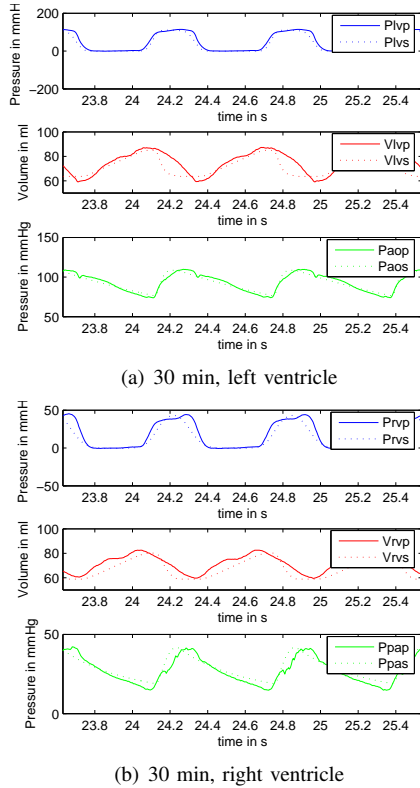 200
0
−200
Pressure in mmH
Plvp
Plvs
23.8 24 24.2 24.4 24.6 24.8 25 25.2 25.4
time in s
100
80
60
Volume in ml
Vlvp
Vlvs
23.8 24 24.2 24.4 24.6 24.8 25 25.2 25.4
time in s
150
100
50
Pressure in mmHg
Paop
Paos
23.8 24 24.2 24.4 24.6 24.8 25 25.2 25.4
time in s
(a) 30 min, left ventricle
50
0
−50
Pressure in mmH
Prvp
Prvs
23.8 24 24.2 24.4 24.6 24.8 25 25.2 25.4
time in s
100
80
60
Volume in ml
Vrvp
Vrvs
23.8 24 24.2 24.4 24.6 24.8 25 25.2 25.4
time in s
50
0
Pressure in mmHg
Ppap
Ppas
23.8 24 24.2 24.4 24.6 24.8 25 25.2 25.4
time in s
(b) 30 min, right ventricle